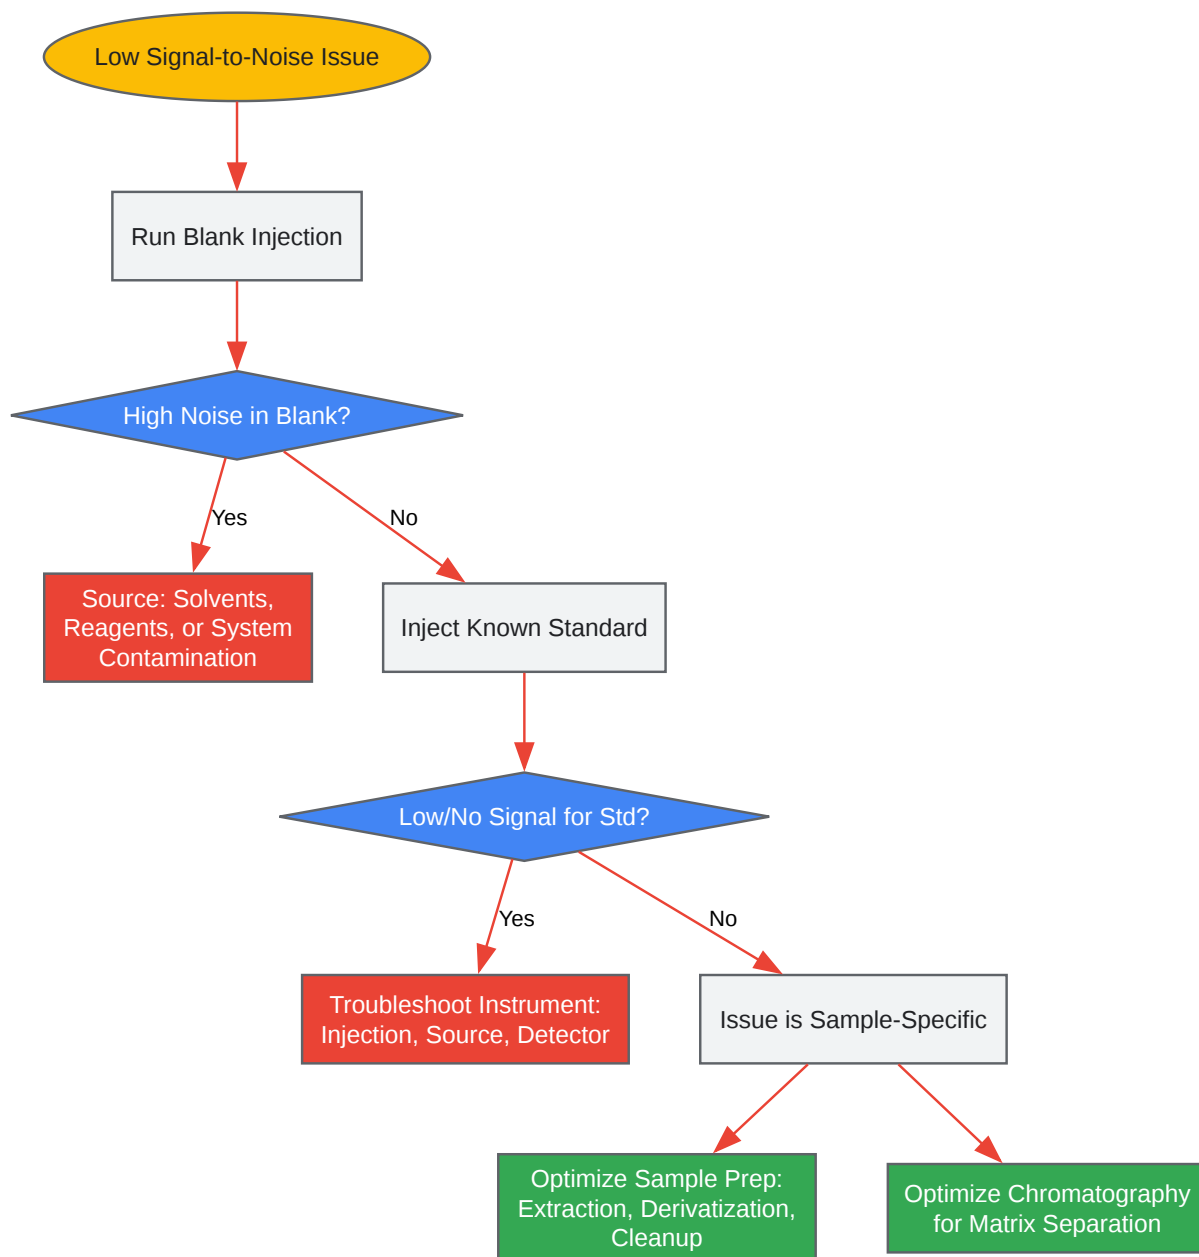 Low Signal-to-Noise Issue
Run Blank Injection
High Noise in Blank?
Yes
No
Source: Solvents,
Reagents, or System
Contamination
Inject Known Standard
Low/No Signal for Std?
Yes
No
Troubleshoot Instrument:
Injection, Source, Detector
Issue is Sample-Specific
Optimize Sample Prep:
Extraction, Derivatization,
Cleanup
Optimize Chromatography
for Matrix Separation